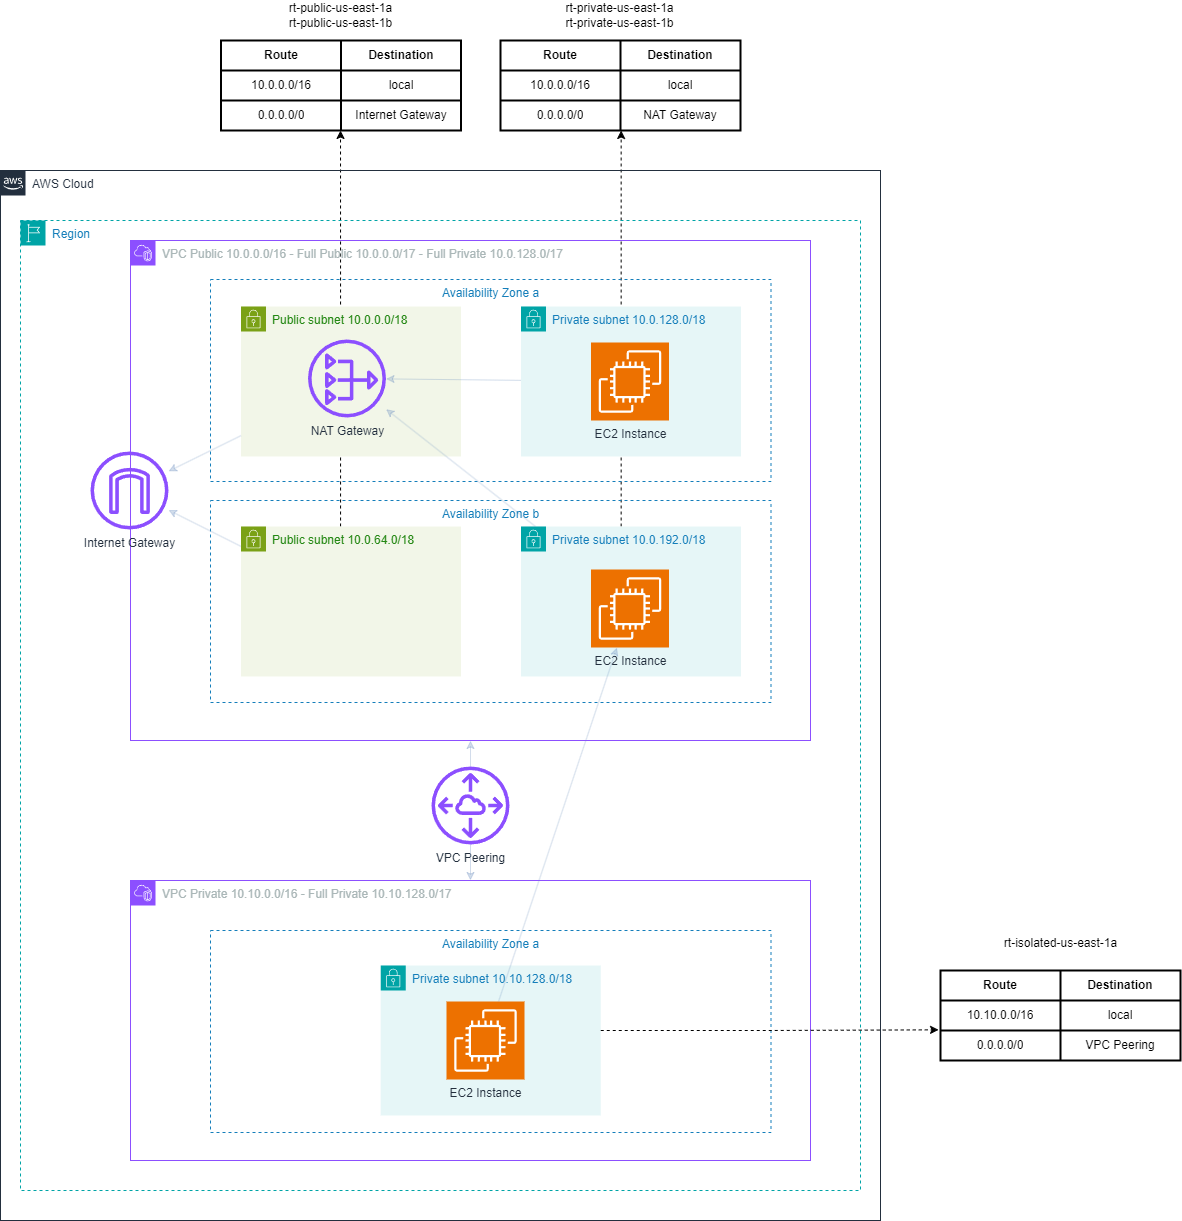 rt-public-us-east-1a
rt-public-us-east-1b
rt-private-us-east-1a
rt-private-us-east-1b
Route Destination
10.0.0.0/16 local
0.0.0.0/0 Internet Gateway
Route Destination
10.0.0.0/16 local
0.0.0.0/0 NAT Gateway
aws
AWS Cloud
Region
VPC Public 10.0.0.0/16 - Full Public 10.0.0.0/17 - Full Private 10.0.128.0/17
Availability Zone a
Public subnet 10.0.0.0/18
Private subnet 10.0.128.0/18
NAT Gateway
EC2 Instance
Internet Gateway
Availability Zone b
Public subnet 10.0.64.0/18
Private subnet 10.0.192.0/18
EC2 Instance
VPC Peering
VPC Private 10.10.0.0/16 - Full Private 10.10.128.0/17
Availability Zone a
Private subnet 10.10.128.0/18
EC2 Instance
rt-isolated-us-east-1a
Route Destination
10.10.0.0/16 local
0.0.0.0/0 VPC Peering